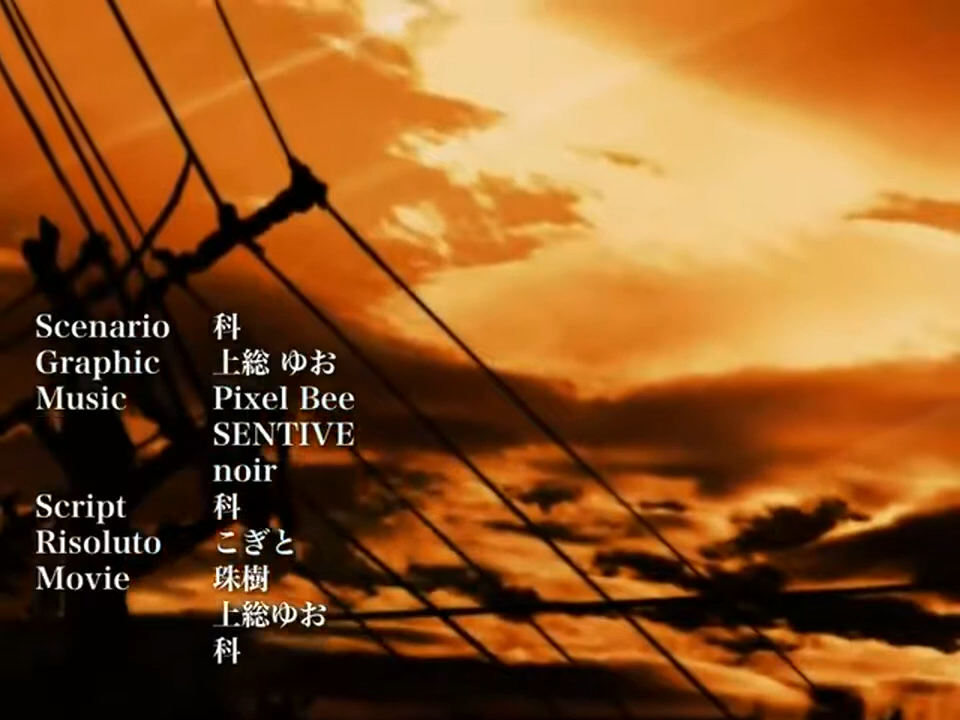 Scenario 科
Graphic 上総 ゆお
Music Pixel Bee
SENTIVE
noir
Script 科
Risoluto こぎと
Movie 珠樹
上総ゆお
科